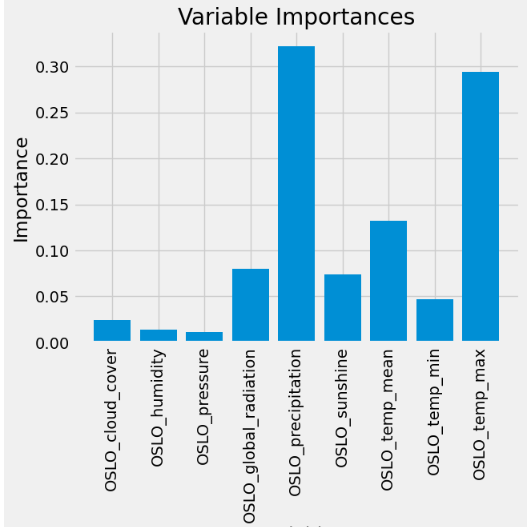 Variable Importances
Importance
0.30
0.25
0.20
0.15
0.10
0.05
0.00
OSLO_cloud_cover
OSLO_humidity
OSLO_pressure
OSLO_global_radiation
OSLO_precipitation
OSLO_sunshine
OSLO_temp_mean
OSLO_temp_min
OSLO_temp_max